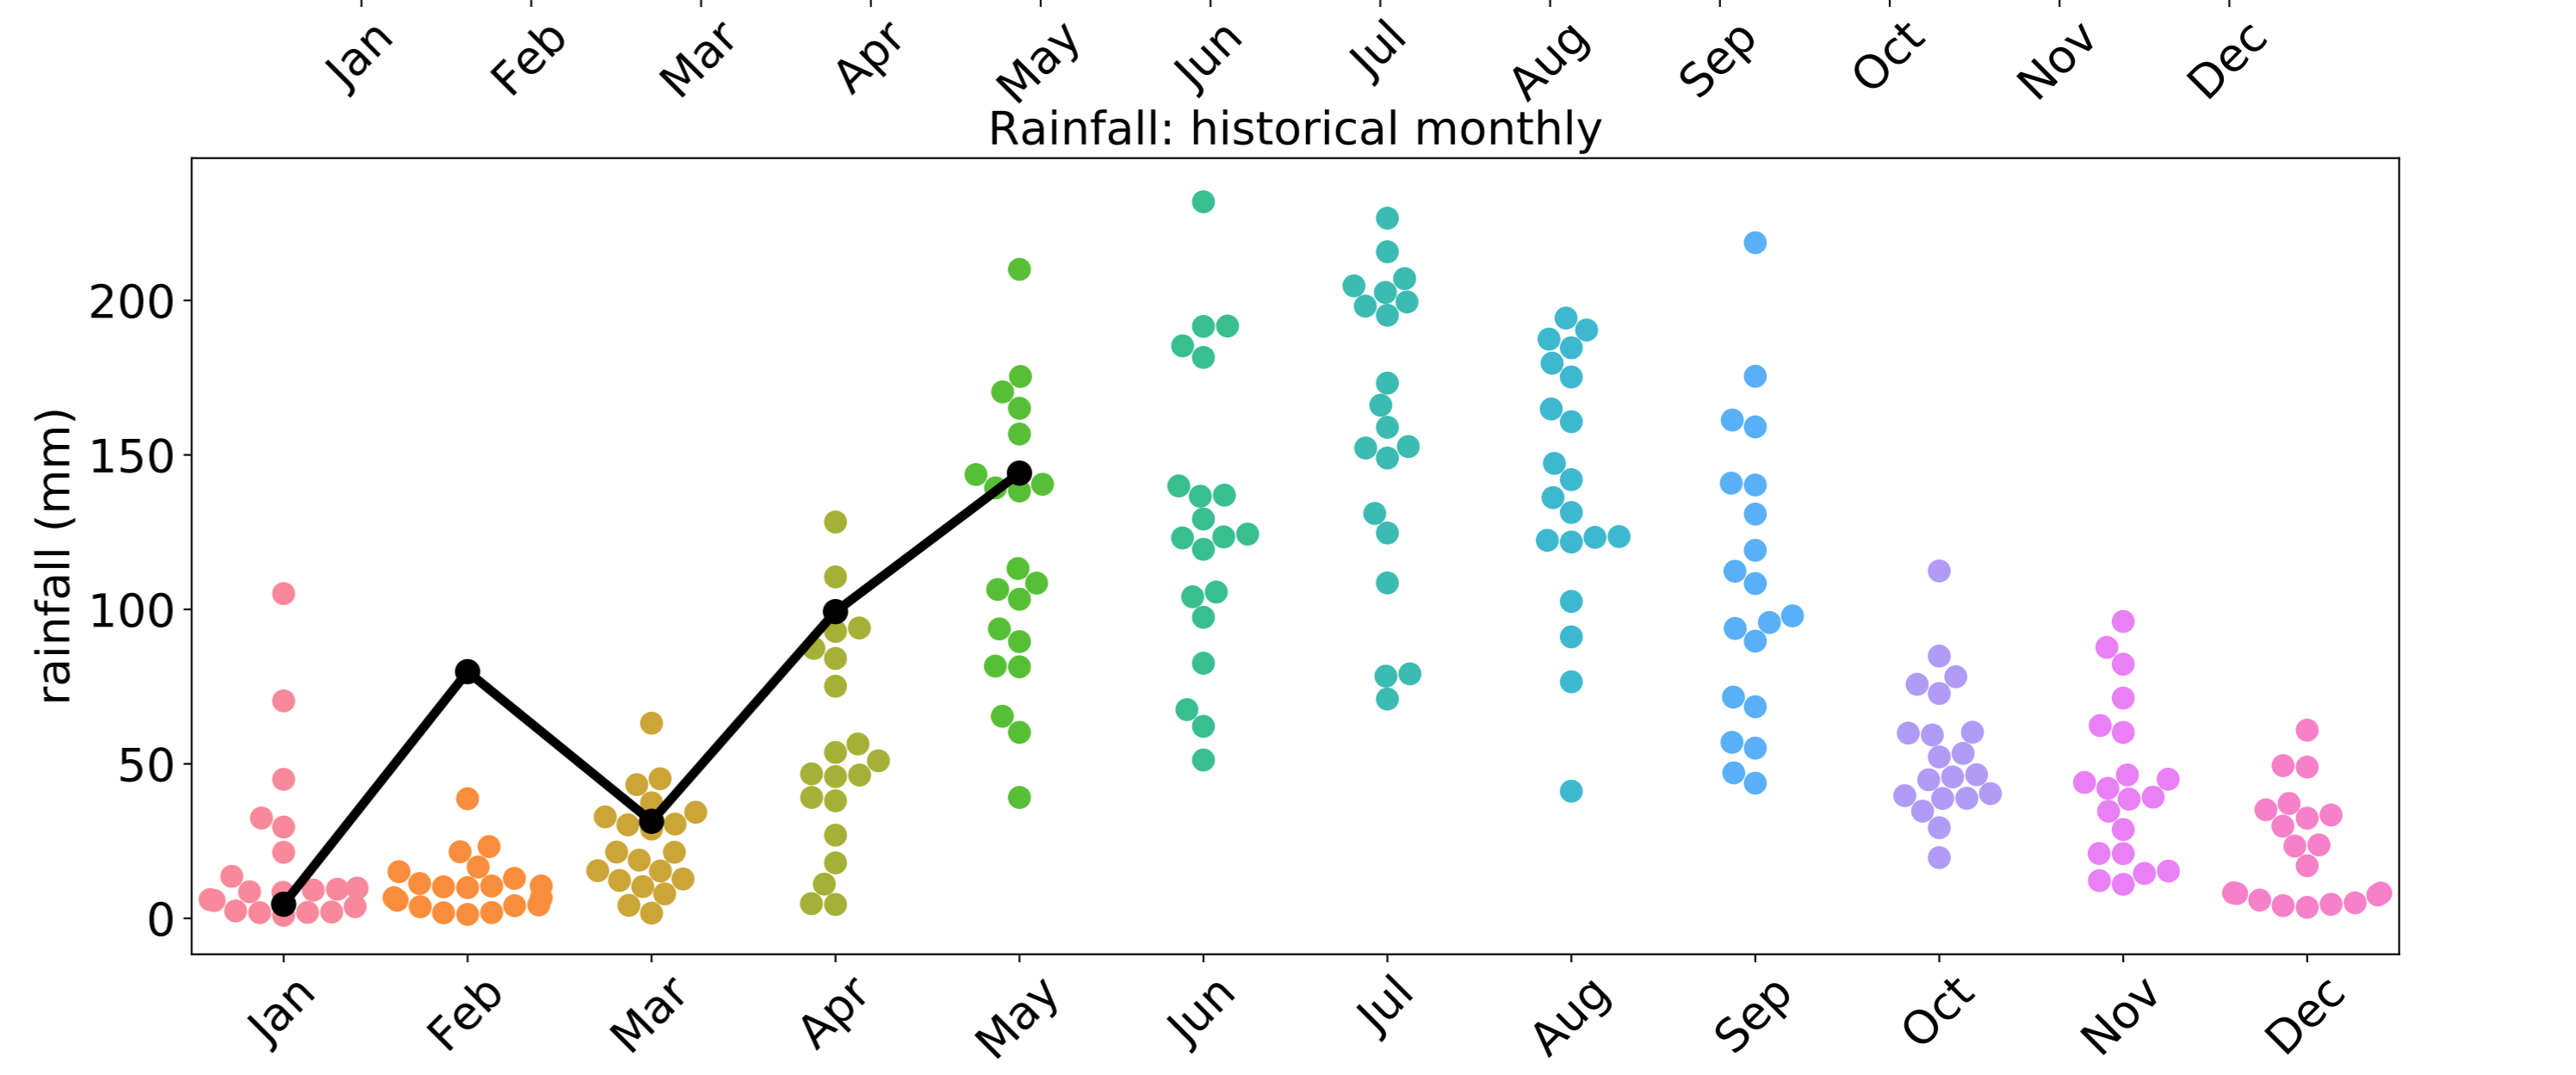 Jan Feb Mar Apr May Jun Jul Aug Sep Oct Nov Dec
Rainfall: historical monthly
rainfall (mm)
200
150
100
50
0
Jan Feb Mar Apr May Jun Jul Aug Sep Oct Nov Dec